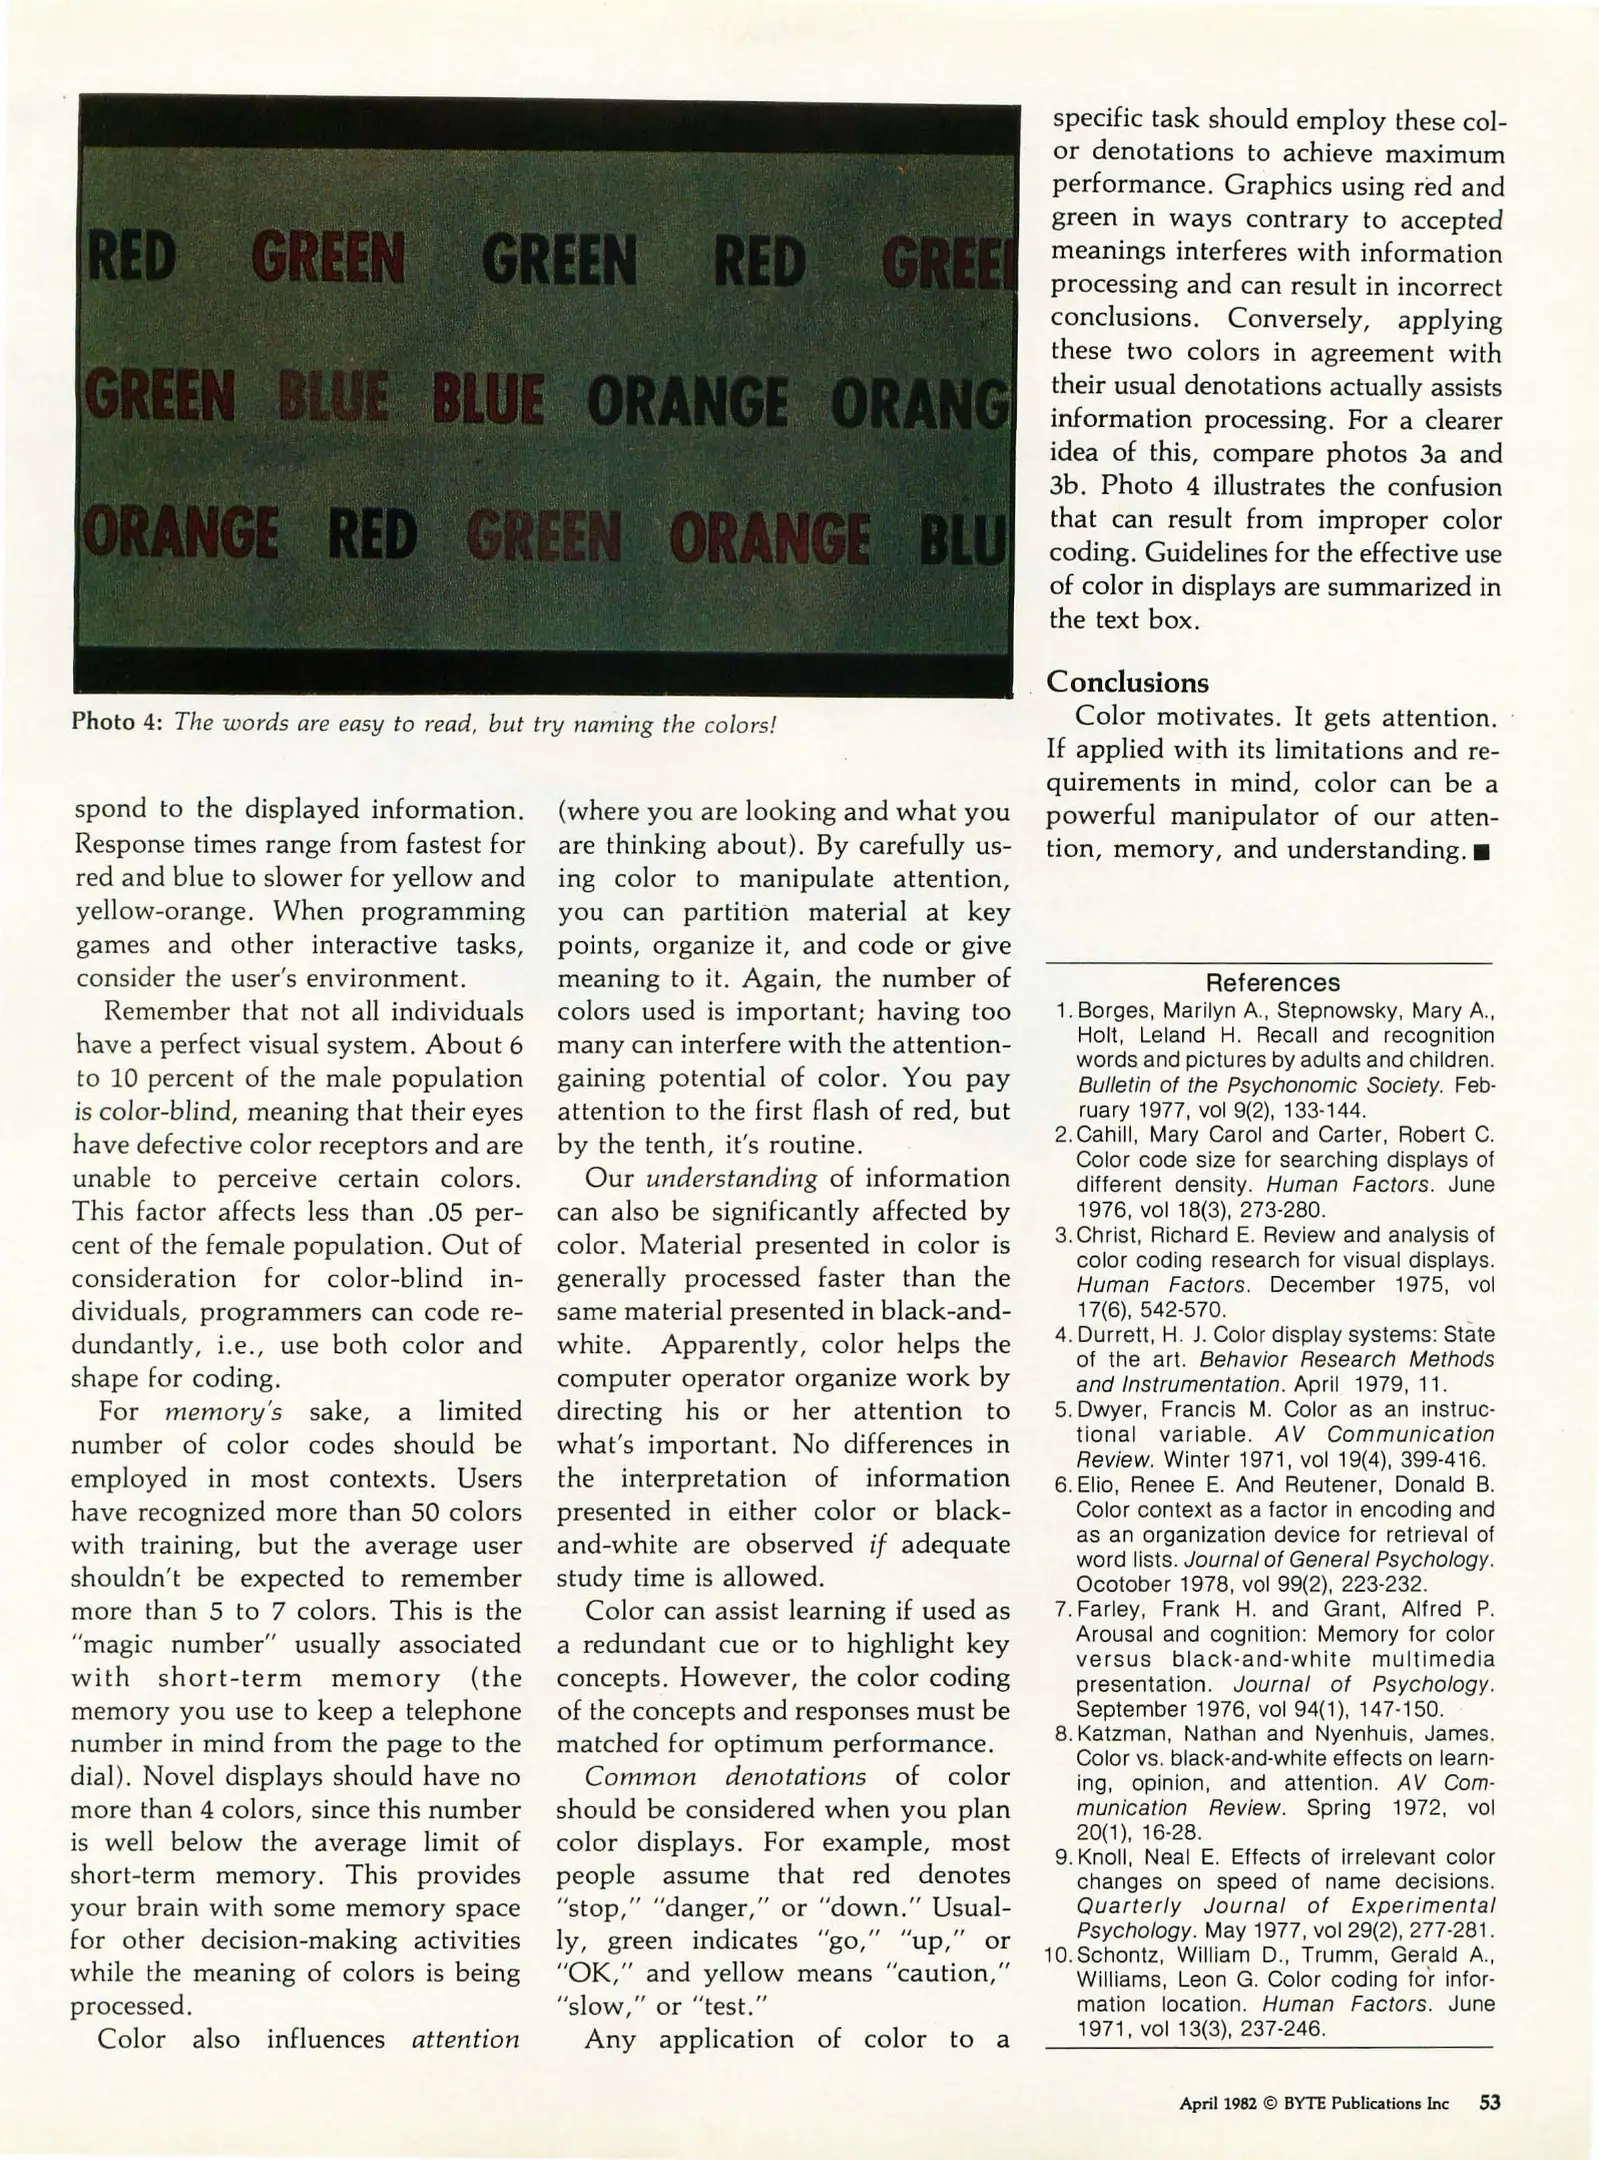 RED GREEN GREEN RED GREE
GREEN BLUE BLUE ORANGE ORANG
ORANGE RED GREEN ORANGE BLU
Photo 4: The words are easy to read, but try naming the colors!
spond to the displayed information.
Response times range from fastest for
red and blue to slower for yellow and
yellow-orange. When programming
games and other interactive tasks,
consider the user's environment.
Remember that not all individuals
have a perfect visual system. About 6
to 10 percent of the male population
is color-blind, meaning that their eyes
have defective color receptors and are
unable to perceive certain colors.
This factor affects less than .05 per-
cent of the female population. Out of
consideration for color-blind in-
dividuals, programmers can code re-
dundantly, i.e., use both color and
shape for coding.
For memory's sake, a limited
number of color codes should be
employed in most contexts. Users
have recognized more than 50 colors
with training, but the average user
shouldn't be expected to remember
more than 5 to 7 colors. This is the
"magic number" usually associated
with short-term memory (the
memory you use to keep a telephone
number in mind from the page to the
dial). Novel displays should have no
more than 4 colors, since this number
is well below the average limit of
short-term memory. This provides
your brain with some memory space
for other decision-making activities
while the meaning of colors is being
processed.
Color also influences attention
(where you are looking and what you
are thinking about). By carefully us-
ing color to manipulate attention,
you can partition material at key
points, organize it, and code or give
meaning to it. Again, the number of
colors used is important; having too
many can interfere with the attention-
gaining potential of color. You pay
attention to the first flash of red, but
by the tenth, it's routine.
Our understanding of information
can also be significantly affected by
color. Material presented in color is
generally processed faster than the
same material presented in black-and-
white. Apparently, color helps the
computer operator organize work by
directing his or her attention to
what's important. No differences in
the interpretation of information
presented in either color or black-
and-white are observed if adequate
study time is allowed.
Color can assist learning if used as
a redundant cue or to highlight key
concepts. However, the color coding
of the concepts and responses must be
matched for optimum performance.
Common denotations of color
should be considered when you plan
color displays. For example, most
people assume that red denotes
"stop," "danger," or "down." Usual-
ly, green indicates "go," "up," or
"OK," and yellow means "caution,"
"slow," or "test."
Any application of color to a
specific task should employ these col-
or denotations to achieve maximum
performance. Graphics using red and
green in ways contrary to accepted
meanings interferes with information
processing and can result in incorrect
conclusions. Conversely, applying
these two colors in agreement with
their usual denotations actually assists
information processing. For a clearer
idea of this, compare photos 3a and
3b. Photo 4 illustrates the confusion
that can result from improper color
coding. Guidelines for the effective use
of color in displays are summarized in
the text box.
Conclusions
Color motivates. It gets attention.
If applied with its limitations and re-
quirements in mind, color can be a
powerful manipulator of our atten-
tion, memory, and understanding.■
References
1. Borges, Marilyn A., Stepnowsky, Mary A.,
Holt, Leland H. Recall and recognition
words and pictures by adults and children.
Bulletin of the Psychonomic Society. Feb-
ruary 1977, vol 9(2), 133-144.
2. Cahill, Mary Carol and Carter, Robert C.
Color code size for searching displays of
different density. Human Factors. June
1976, vol 18(3), 273-280.
3. Christ, Richard E. Review and analysis of
color coding research for visual displays.
Human Factors. December 1975, vol
17(6), 542-570.
4. Durrett, H. J. Color display systems: State
of the art. Behavior Research Methods
and Instrumentation. April 1979, 11.
5. Dwyer, Francis M. Color as an instruc-
tional variable. AV Communication
Review. Winter 1971, vol 19(4), 399-416.
6. Elio, Renee E. And Reutener, Donald B.
Color context as a factor in encoding and
as an organization device for retrieval of
word lists. Journal of General Psychology.
Ocotober 1978, vol 99(2), 223-232.
7. Farley, Frank H. and Grant, Alfred P.
Arousal and cognition: Memory for color
versus black-and-white multimedia
presentation. Journal of Psychology.
September 1976, vol 94(1), 147-150.
8. Katzman, Nathan and Nyenhuis, James.
Color vs. black-and-white effects on learn-
ing, opinion, and attention. AV Com-
munication Review. Spring 1972, vol
20(1), 16-28.
9. Knoll, Neal E. Effects of irrelevant color
changes on speed of name decisions.
Quarterly Journal of Experimental
Psychology. May 1977, vol 29(2), 277-281.
10. Schontz, William D., Trumm, Gerald A.,
Williams, Leon G. Color coding for infor-
mation location. Human Factors. June
1971, vol 13(3), 237-246.
April 1982 © BYTE Publications Inc 53